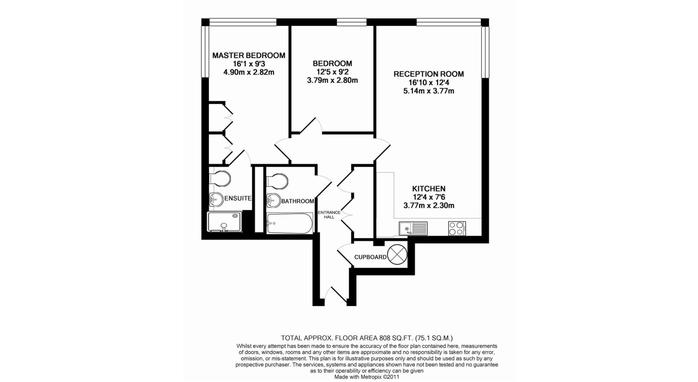 MASTER BEDROOM
16'1 x 9'3
4.90m x 2.82m
BEDROOM
12'5 x 9'2
3.79m x 2.80m
RECEPTION ROOM
16'10 x 12'4
5.14m x 3.77m
KITCHEN
12'4 x 7'6
3.77m x 2.30m
ENSUITE
BATHROOM
ENTRANCE
HALL
CUPBOARD
TOTAL APPROX. FLOOR AREA 808 SQ.FT. (75.1 SQ.M.)
Whilst every attempt has been made to ensure the accuracy of the floor plan contained here, measurements
of doors, windows, rooms and any other items are approximate and no responsibility is taken for any error,
omission, or mis-statement. This plan is for illustrative purposes only and should be used as such by any
prospective purchaser. The services, systems and appliances shown have not been tested and no guarantee
as to their operability or efficiency can be given
Made with Metropix ©2011